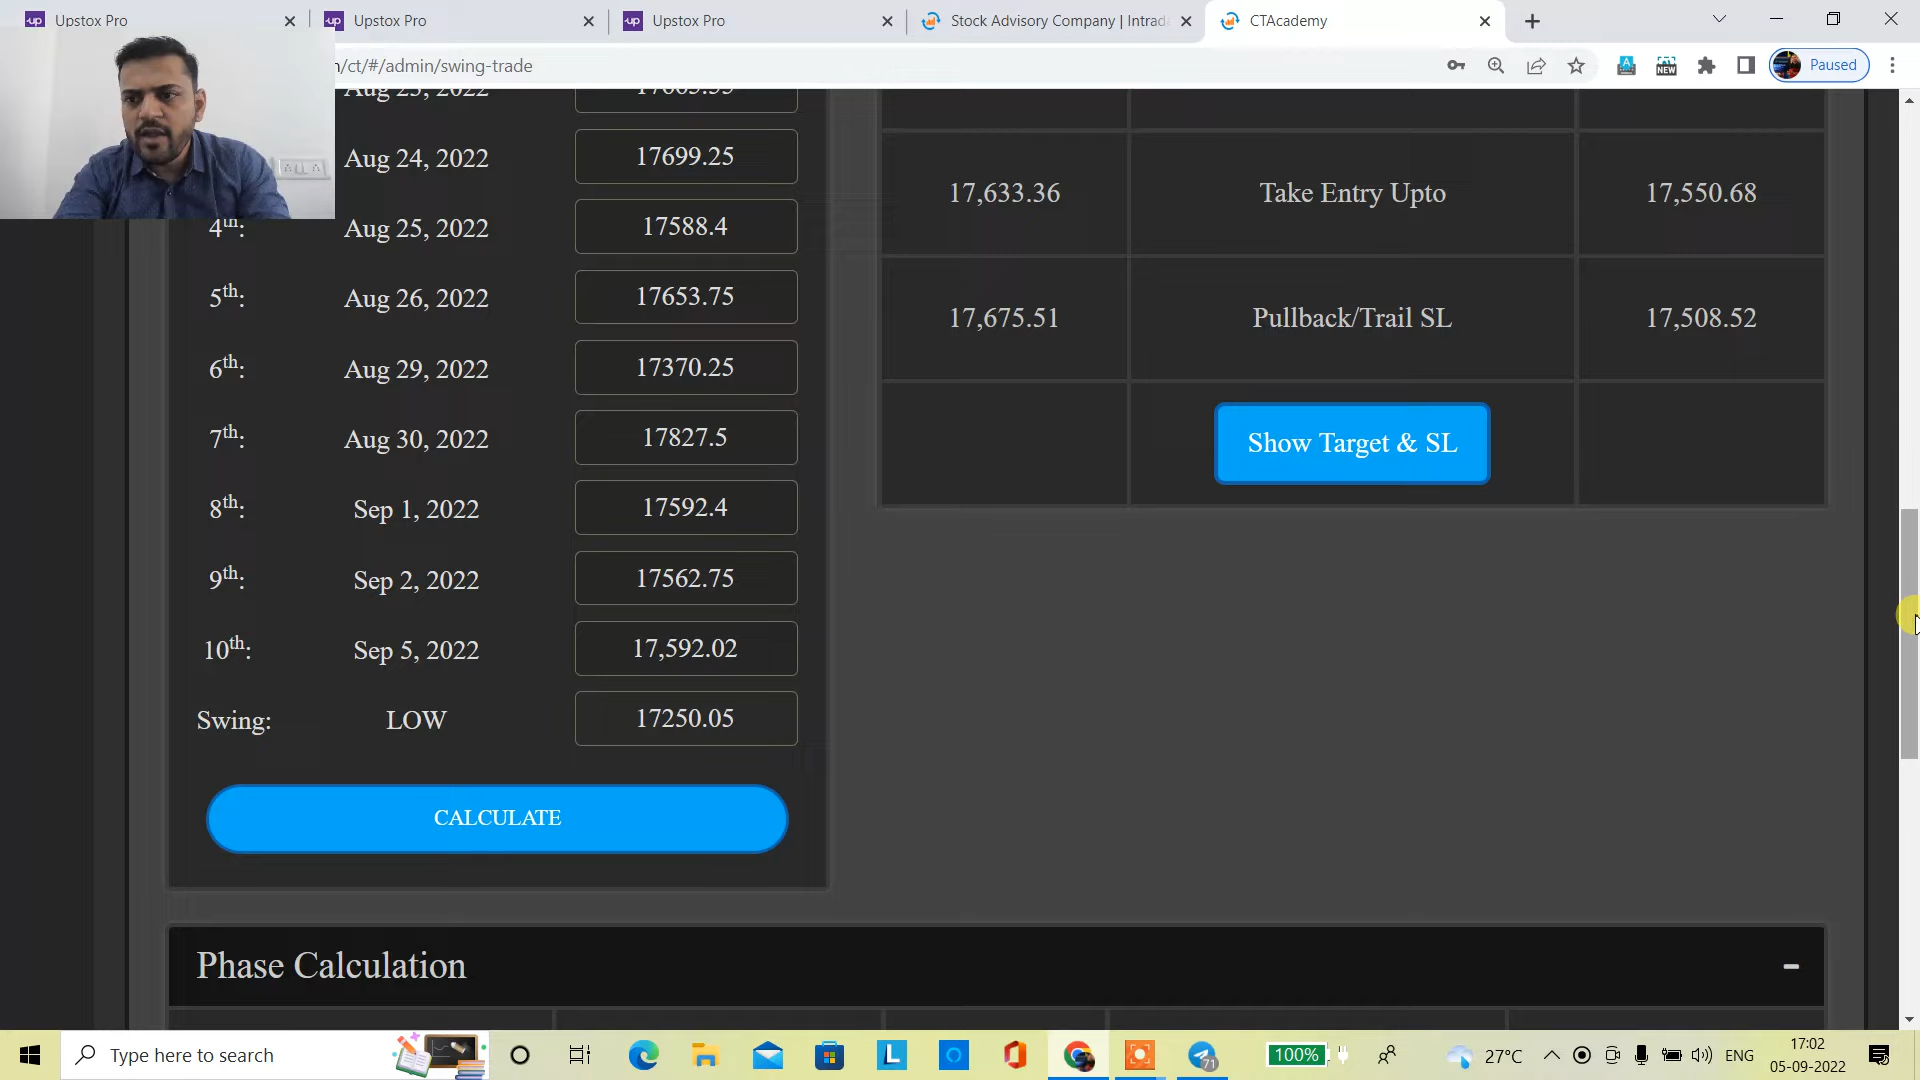 Upstox Pro
Upstox Pro
Upstox Pro
Stock Advisory Company | Intrad
CTAcademy
n/ct/#/admin/swing-trade
NEW
Paused
Aug 24, 2022 17699.25
4th: Aug 25, 2022 17588.4
5th: Aug 26, 2022 17653.75
6th: Aug 29, 2022 17370.25
7th: Aug 30, 2022 17827.5
8th: Sep 1, 2022 17592.4
9th: Sep 2, 2022 17562.75
10th: Sep 5, 2022 17,592.02
Swing: LOW 17250.05
CALCULATE
17,633.36 Take Entry Upto 17,550.68
17,675.51 Pullback/Trail SL 17,508.52
Show Target & SL
Phase Calculation
Type here to search
71
100%
27°C
ENG
17:02
05-09-2022